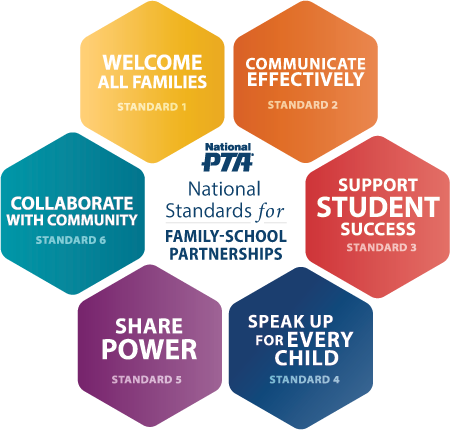 WELCOME
ALL FAMILIES
STANDARD 1
COMMUNICATE
EFFECTIVELY
STANDARD 2
National
PTA
National
Standards for
FAMILY-SCHOOL
PARTNERSHIPS
SUPPORT
STUDENT
SUCCESS
STANDARD 3
SPEAK UP
FOR EVERY
CHILD
STANDARD 4
SHARE
POWER
STANDARD 5
COLLABORATE
WITH COMMUNITY
STANDARD 6